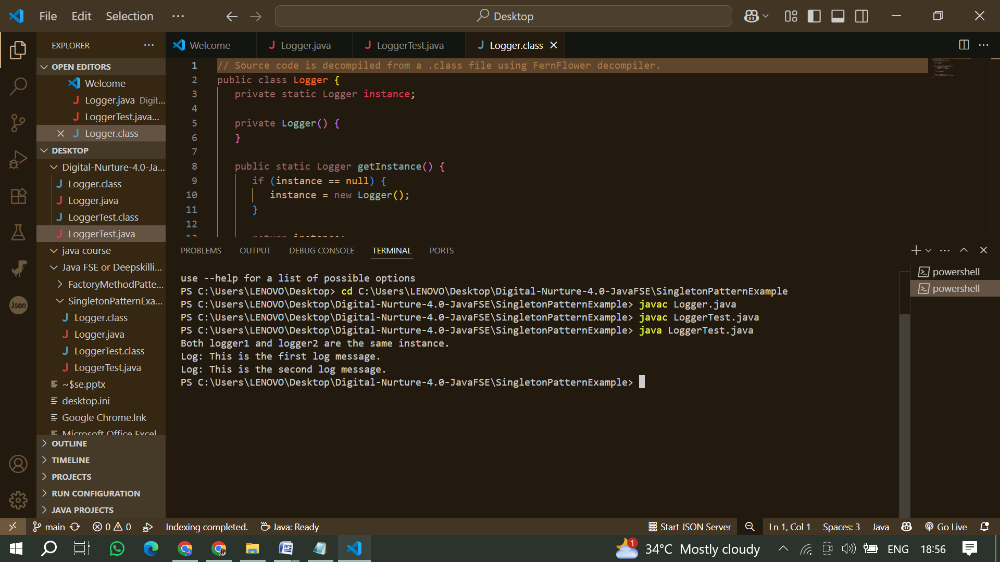 File Edit Selection ···
Desktop
EXPLORER
OPEN EDITORS
Welcome
Logger.java Digit...
LoggerTest.java...
Logger.class
DESKTOP
Digital-Nurture-4.0-Ja...
Logger.class
Logger.java
LoggerTest.class
LoggerTest.java
java course
Java FSE or Deepskilli...
FactoryMethodPatte...
SingletonPatternExa...
Logger.class
Logger.java
LoggerTest.class
LoggerTest.java
~$se.pptx
desktop.ini
Google Chrome.lnk
Microsoft Office Excel
OUTLINE
TIMELINE
PROJECTS
RUN CONFIGURATION
JAVA PROJECTS
Json
Welcome Logger.java LoggerTest.java Logger.class
1 // Source code is decompiled from a .class file using FernFlower decompiler.
2 public class Logger {
3 private static Logger instance;
4
5 private Logger() {
6 }
7
8 public static Logger getInstance() {
9 if (instance == null) {
10 instance = new Logger();
11 }
12
13 return instance;
PROBLEMS OUTPUT DEBUG CONSOLE TERMINAL PORTS
powershell
powershell
use --help for a list of possible options
PS C:\Users\LENOVO\Desktop> cd C:\Users\LENOVO\Desktop\Digital-Nurture-4.0-JavaFSE\SingletonPatternExample
PS C:\Users\LENOVO\Desktop\Digital-Nurture-4.0-JavaFSE\SingletonPatternExample> javac Logger.java
PS C:\Users\LENOVO\Desktop\Digital-Nurture-4.0-JavaFSE\SingletonPatternExample> javac LoggerTest.java
PS C:\Users\LENOVO\Desktop\Digital-Nurture-4.0-JavaFSE\SingletonPatternExample> java LoggerTest.java
Both logger1 and logger2 are the same instance.
Log: This is the first log message.
Log: This is the second log message.
PS C:\Users\LENOVO\Desktop\Digital-Nurture-4.0-JavaFSE\SingletonPatternExample>
main 0 0 Indexing completed. Java: Ready Start JSON Server Ln 1, Col 1 Spaces: 3 Java Go Live
1 34°C Mostly cloudy ENG 18:56